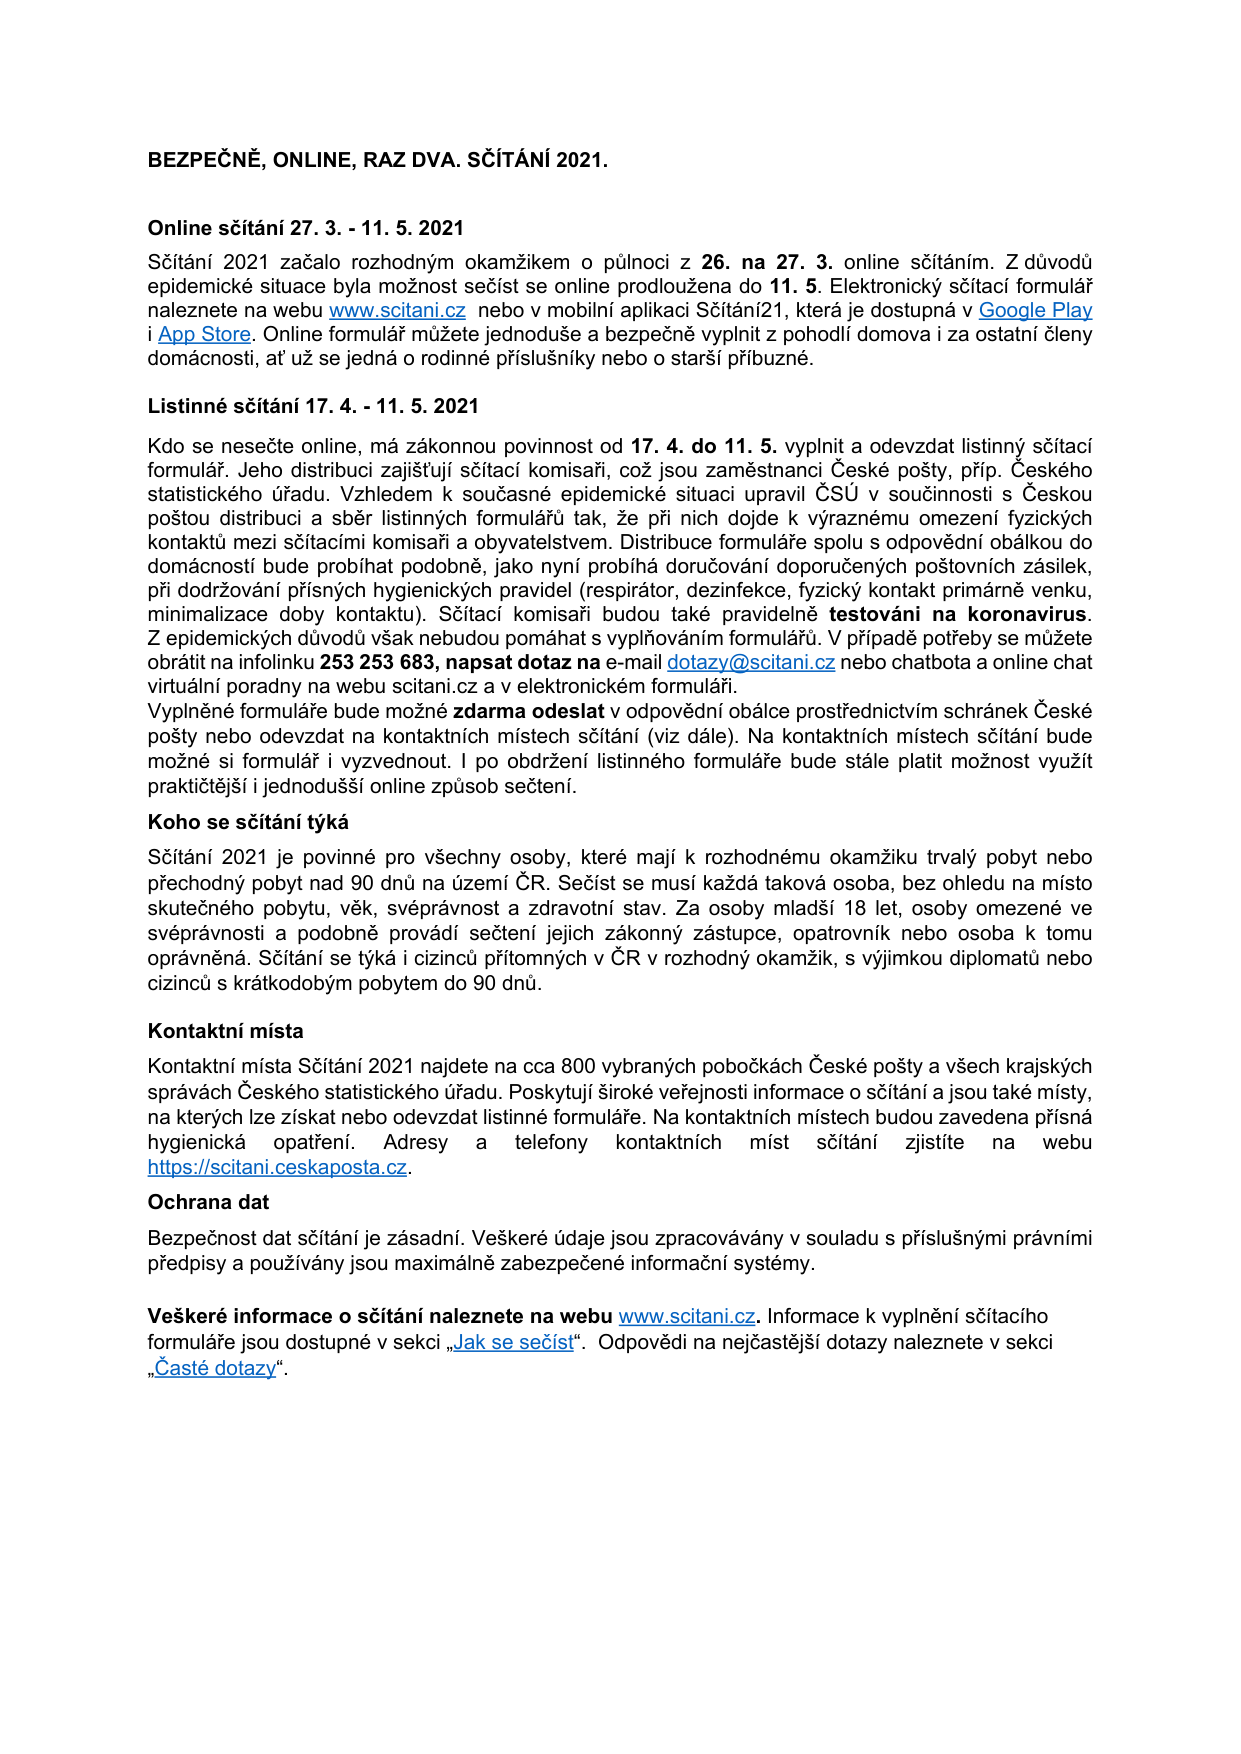 BEZPEČNĚ, ONLINE, RAZ DVA. SČÍTÁNÍ 2021.
Online sčítání 27. 3. - 11. 5. 2021
Sčítání 2021 začalo rozhodným okamžikem o půlnoci z 26. na 27. 3. online sčítáním. Z důvodů
epidemické situace byla možnost sečíst se online prodloužena do 11. 5. Elektronický sčítací formulář
naleznete na webu www.scitani.cz nebo v mobilní aplikaci Sčítání21, která je dostupná v Google Play
i App Store. Online formulář můžete jednoduše a bezpečně vyplnit z pohodlí domova i za ostatní členy
domácnosti, ať už se jedná o rodinné příslušníky nebo o starší příbuzné.
Listinné sčítání 17. 4. - 11. 5. 2021
Kdo se nesečte online, má zákonnou povinnost od 17. 4. do 11. 5. vyplnit a odevzdat listinný sčítací
formulář. Jeho distribuci zajišťují sčítací komisaři, což jsou zaměstnanci České pošty, příp. Českého
statistického úřadu. Vzhledem k současné epidemické situaci upravil ČSÚ v součinnosti s Českou
poštou distribuci a sběr listinných formulářů tak, že při nich dojde k výraznému omezení fyzických
kontaktů mezi sčítacími komisaři a obyvatelstvem. Distribuce formuláře spolu s odpovědní obálkou do
domácností bude probíhat podobně, jako nyní probíhá doručování doporučených poštovních zásilek,
při dodržování přísných hygienických pravidel (respirátor, dezinfekce, fyzický kontakt primárně venku,
minimalizace doby kontaktu). Sčítací komisaři budou také pravidelně testováni na koronavirus.
Z epidemických důvodů však nebudou pomáhat s vyplňováním formulářů. V případě potřeby se můžete
obrátit na infolinku 253 253 683, napsat dotaz na e-mail dotazy@scitani.cz nebo chatbota a online chat
virtuální poradny na webu scitani.cz a v elektronickém formuláři.
Vyplněné formuláře bude možné zdarma odeslat v odpovědní obálce prostřednictvím schránek České
pošty nebo odevzdat na kontaktních místech sčítání (viz dále). Na kontaktních místech sčítání bude
možné si formulář i vyzvednout. I po obdržení listinného formuláře bude stále platit možnost využít
praktičtější i jednodušší online způsob sečtení.
Koho se sčítání týká
Sčítání 2021 je povinné pro všechny osoby, které mají k rozhodnému okamžiku trvalý pobyt nebo
přechodný pobyt nad 90 dnů na území ČR. Sečíst se musí každá taková osoba, bez ohledu na místo
skutečného pobytu, věk, svéprávnost a zdravotní stav. Za osoby mladší 18 let, osoby omezené ve
svéprávnosti a podobně provádí sečtení jejich zákonný zástupce, opatrovník nebo osoba k tomu
oprávněná. Sčítání se týká i cizinců přítomných v ČR v rozhodný okamžik, s výjimkou diplomatů nebo
cizinců s krátkodobým pobytem do 90 dnů.
Kontaktní místa
Kontaktní místa Sčítání 2021 najdete na cca 800 vybraných pobočkách České pošty a všech krajských
správách Českého statistického úřadu. Poskytují široké veřejnosti informace o sčítání a jsou také místy,
na kterých lze získat nebo odevzdat listinné formuláře. Na kontaktních místech budou zavedena přísná
hygienická opatření. Adresy a telefony kontaktních míst sčítání zjistíte na webu
https://scitani.ceskaposta.cz.
Ochrana dat
Bezpečnost dat sčítání je zásadní. Veškeré údaje jsou zpracovávány v souladu s příslušnými právními
předpisy a používány jsou maximálně zabezpečené informační systémy.
Veškeré informace o sčítání naleznete na webu www.scitani.cz. Informace k vyplnění sčítacího
formuláře jsou dostupné v sekci „Jak se sečíst“. Odpovědi na nejčastější dotazy naleznete v sekci
„Časté dotazy“.